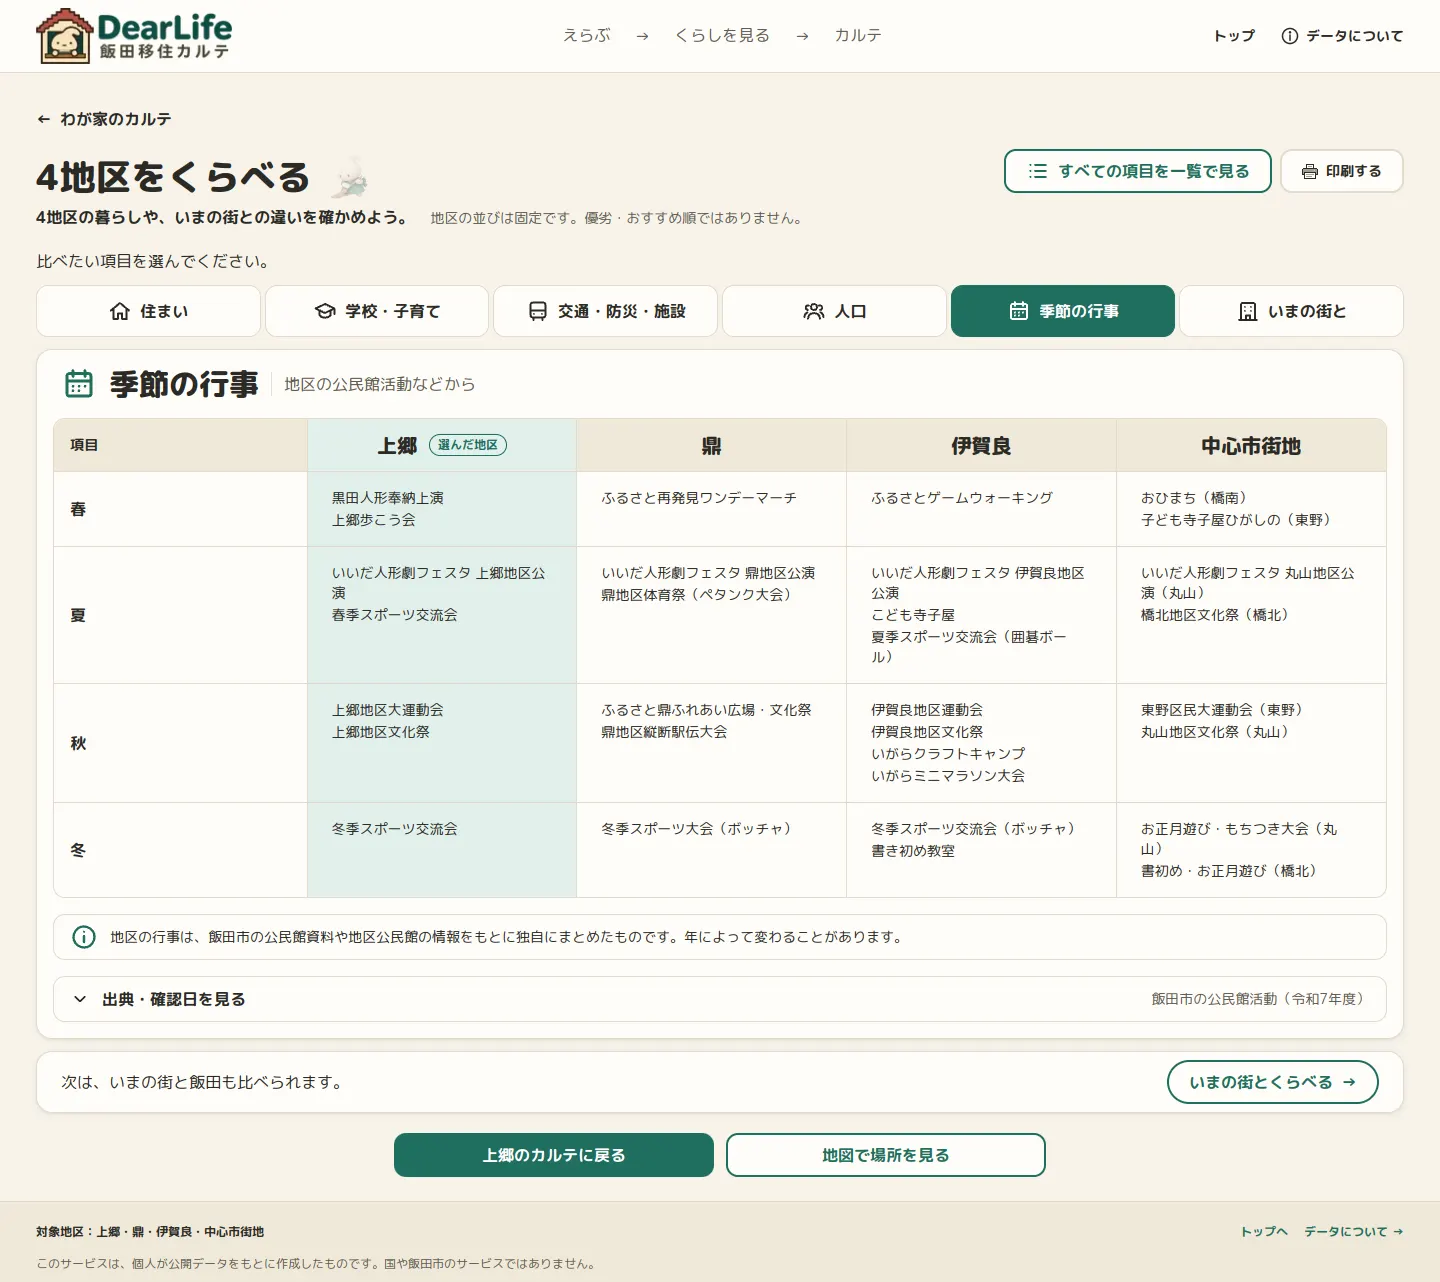 DearLife
飯田移住カルテ
えらぶ → くらしを見る → カルテ
トップ データについて
← わが家のカルテ
4地区をくらべる
すべての項目を一覧で見る
印刷する
4地区の暮らしや、いまの街との違いを確かめよう。 地区の並びは固定です。優劣・おすすめ順ではありません。
比べたい項目を選んでください。
住まい
学校・子育て
交通・防災・施設
人口
季節の行事
いまの街と
季節の行事 地区の公民館活動などから
項目 上郷 選んだ地区 鼎 伊賀良 中心市街地
春
黒田人形奉納上演
上郷歩こう会
ふるさと再発見ワンデーマーチ
ふるさとゲームウォーキング
おひまち（橋南）
子ども寺子屋ひがしの（東野）
夏
いいだ人形劇フェスタ 上郷地区公
演
春季スポーツ交流会
いいだ人形劇フェスタ 鼎地区公演
鼎地区体育祭（ペタンク大会）
いいだ人形劇フェスタ 伊賀良地区
公演
こども寺子屋
夏季スポーツ交流会（囲碁ボー
ル）
いいだ人形劇フェスタ 丸山地区公
演（丸山）
橋北地区文化祭（橋北）
秋
上郷地区大運動会
上郷地区文化祭
ふるさと鼎ふれあい広場・文化祭
鼎地区縦断駅伝大会
伊賀良地区運動会
伊賀良地区文化祭
いがらクラフトキャンプ
いがらミニマラソン大会
東野区民大運動会（東野）
丸山地区文化祭（丸山）
冬
冬季スポーツ交流会
冬季スポーツ大会（ボッチャ）
冬季スポーツ交流会（ボッチャ）
書き初め教室
お正月遊び・もちつき大会（丸
山）
書初め・お正月遊び（橋北）
地区の行事は、飯田市の公民館資料や地区公民館の情報をもとに独自にまとめたものです。年によって変わることがあります。
出典・確認日を見る 飯田市の公民館活動（令和7年度）
次は、いまの街と飯田も比べられます。
いまの街とくらべる →
上郷のカルテに戻る
地図で場所を見る
対象地区：上郷・鼎・伊賀良・中心市街地
トップへ データについて →
このサービスは、個人が公開データをもとに作成したものです。国や飯田市のサービスではありません。